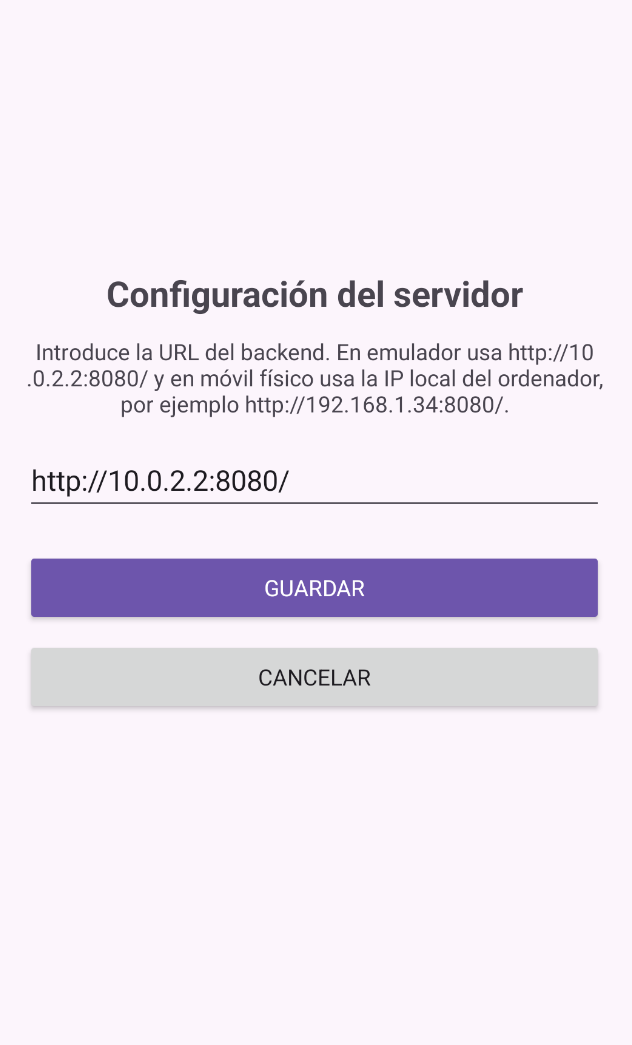 Configuración del servidor
Introduce la URL del backend. En emulador usa http://10
.0.2.2:8080/ y en móvil físico usa la IP local del ordenador,
por ejemplo http://192.168.1.34:8080/.
http://10.0.2.2:8080/
GUARDAR
CANCELAR